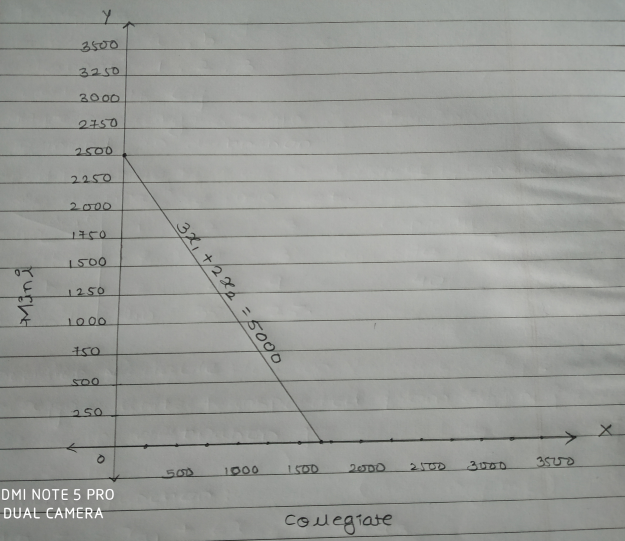 Y
3500
3250
3000
2750
2500
2250
2000
1750
1500
1250
1000
750
500
250
0
Mini
3x₁ + 2x₂ = 5000
500 1000 1500 2000 2500 3000 3500
X
Collegiate
DMI NOTE 5 PRO
DUAL CAMERA